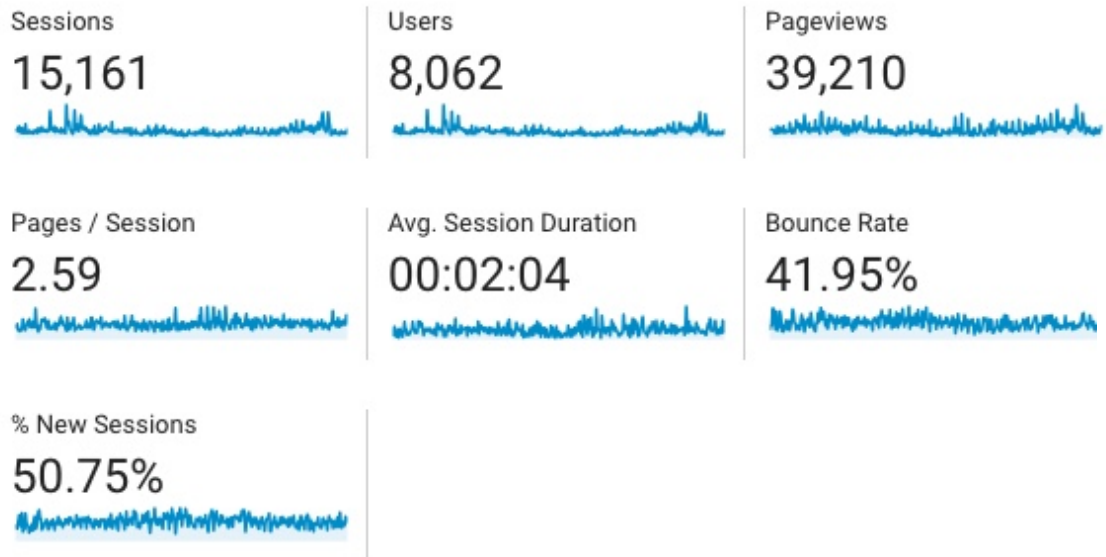 Sessions
15,161
Users
8,062
Pageviews
39,210
Pages / Session
2.59
Avg. Session Duration
00:02:04
Bounce Rate
41.95%
% New Sessions
50.75%